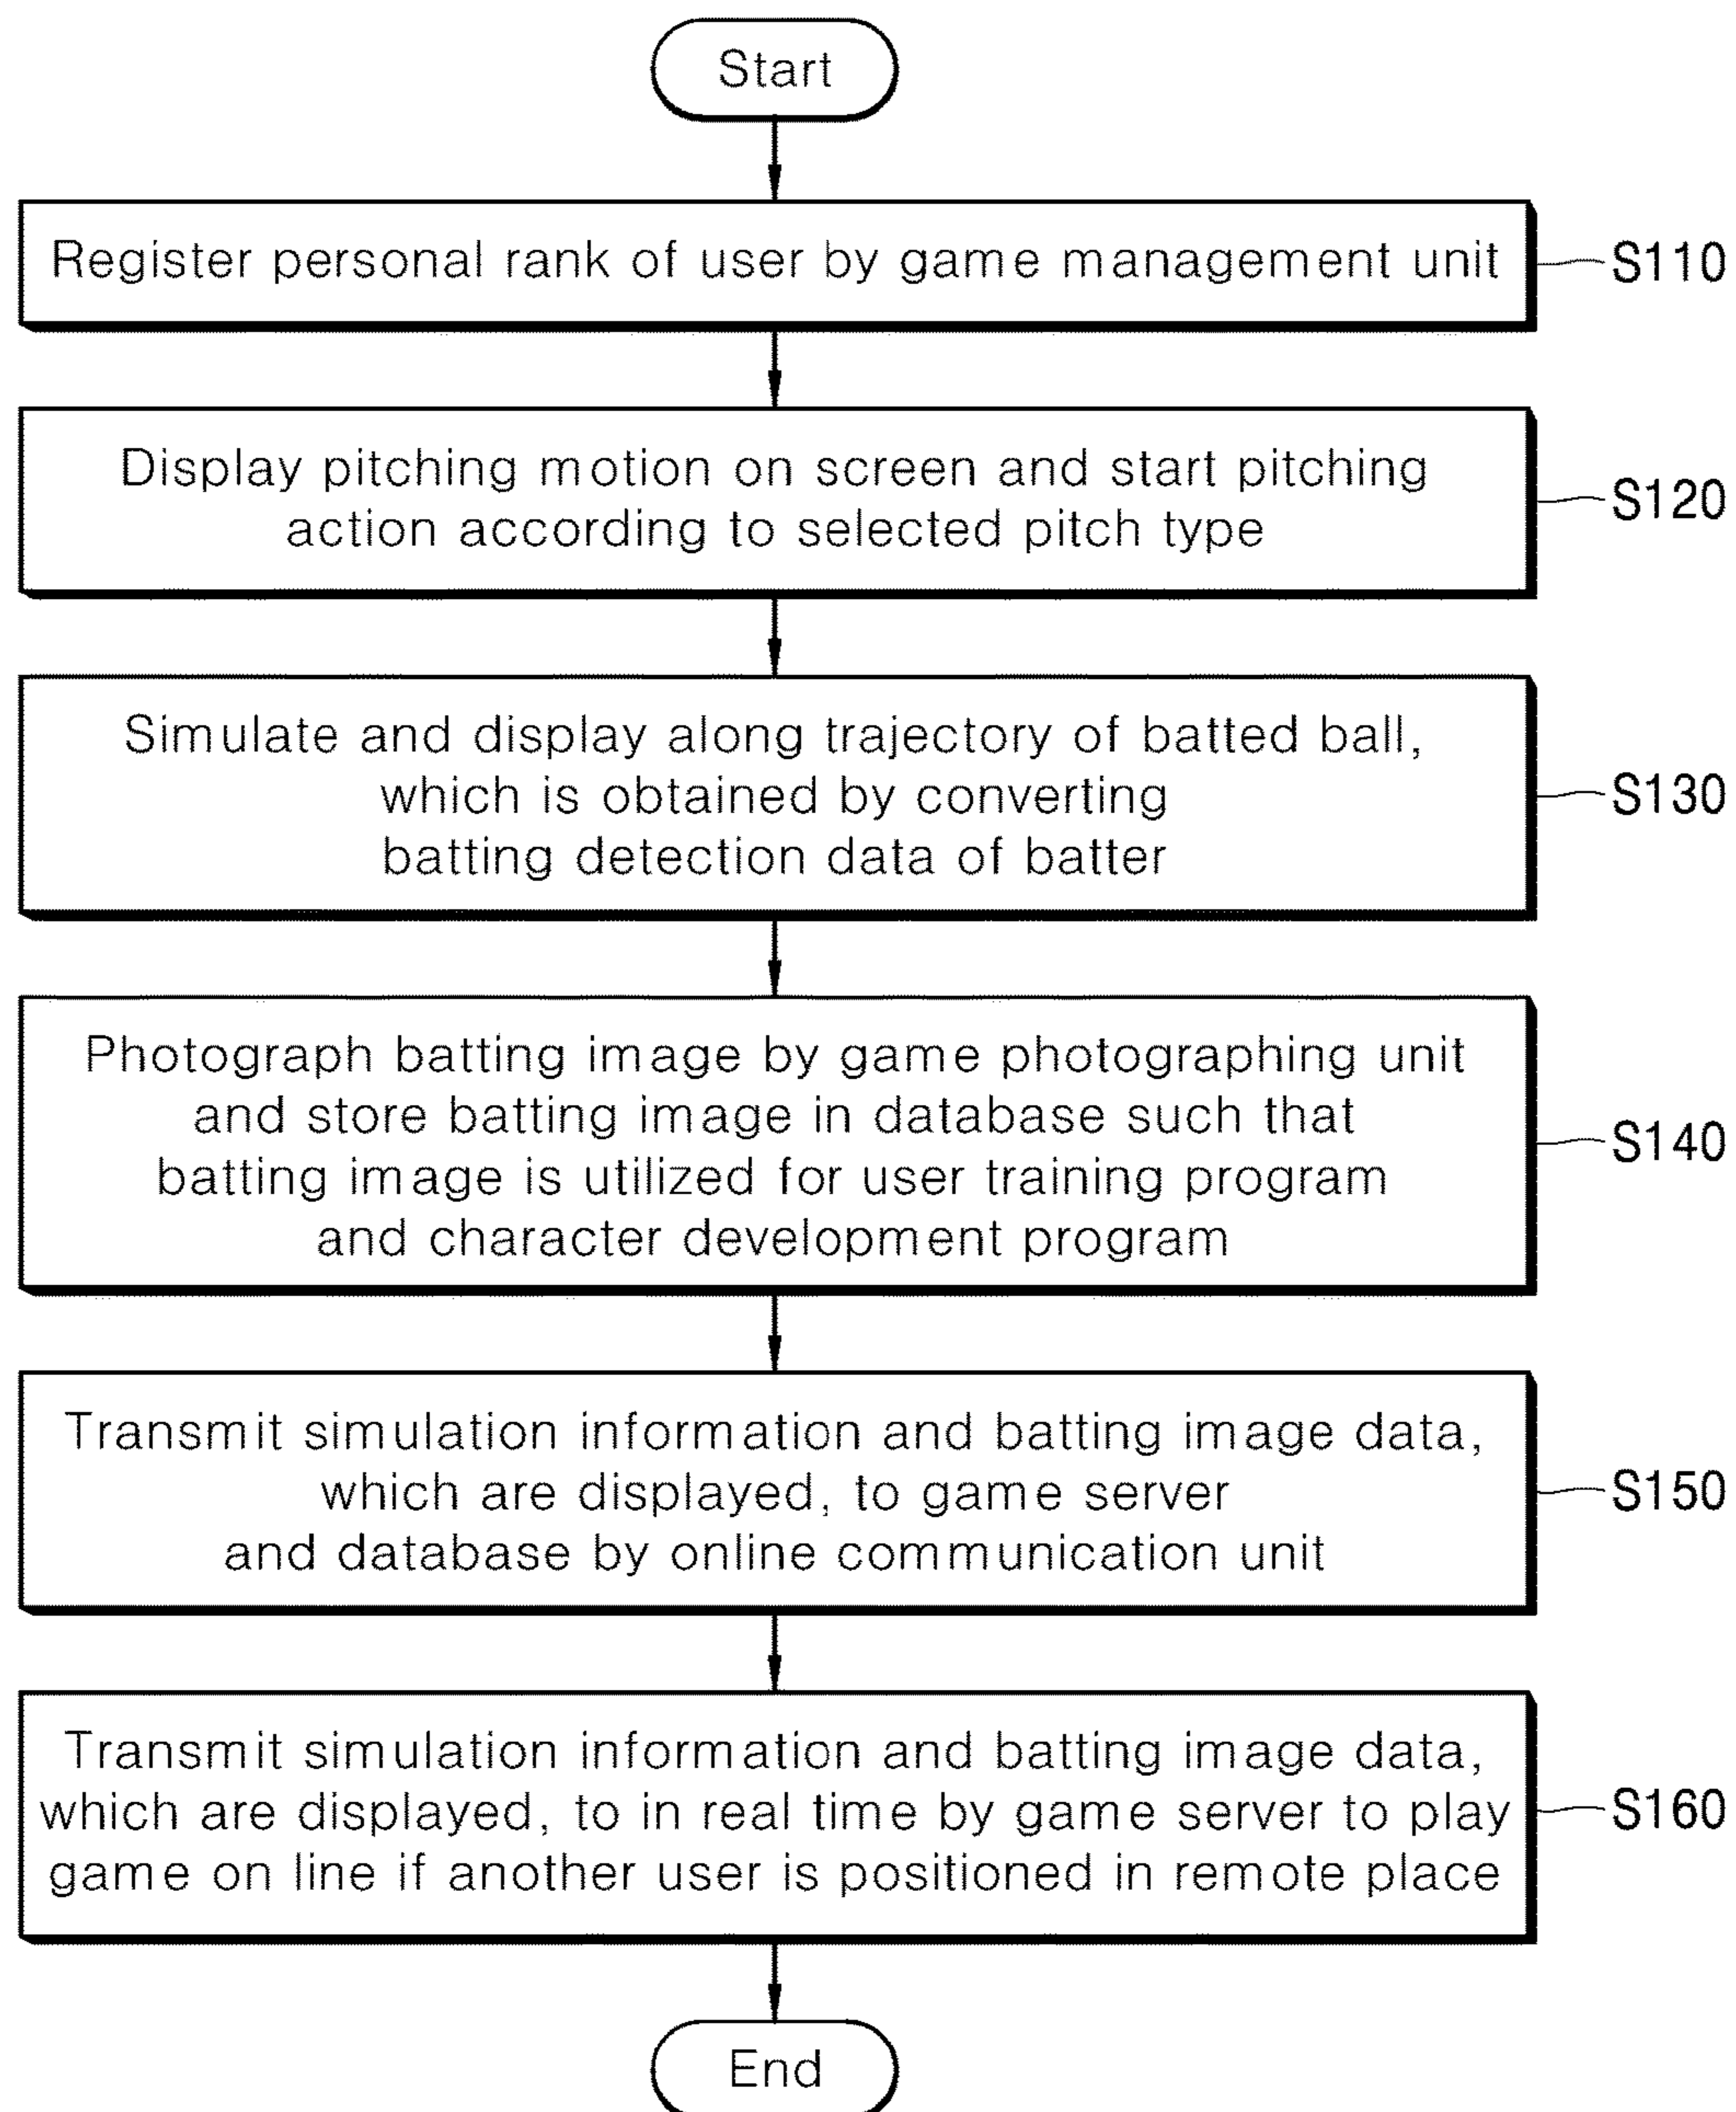 Start
Register personal rank of user by game management unit
S110
Display pitching motion on screen and start pitching
action according to selected pitch type
S120
Simulate and display along trajectory of batted ball,
which is obtained by converting
batting detection data of batter
S130
Photograph batting image by game photographing unit
and store batting image in database such that
batting image is utilized for user training program
and character development program
S140
Transmit simulation information and batting image data,
which are displayed, to game server
and database by online communication unit
S150
Transmit simulation information and batting image data,
which are displayed, to in real time by game server to play
game on line if another user is positioned in remote place
S160
End